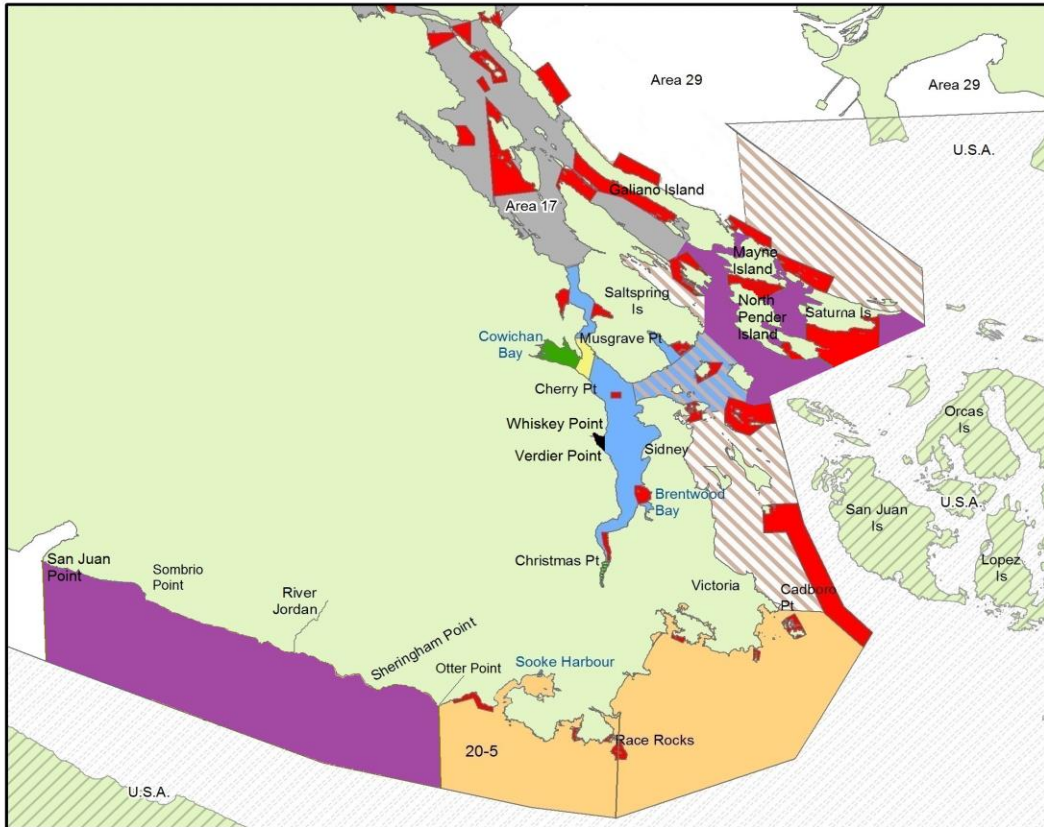 Area 29
Area 29
U.S.A.
Galiano Island
Area 17
Mayne
Island
Saltspring
Is
North
Pender
Island
Saturna Is
Cowichan
Bay
Musgrave Pt
Cherry Pt
Whiskey Point
Verdier Point
Sidney
Orcas
Is
Brentwood
Bay
San Juan
Is
U.S.A.
Lopez
Is
Christmas Pt
San Juan
Point
Sombrio
Point
River
Jordan
Victoria
Cadboro
Pt
Sheringham Point
Otter Point
Sooke Harbour
20-5
Race Rocks
U.S.A.